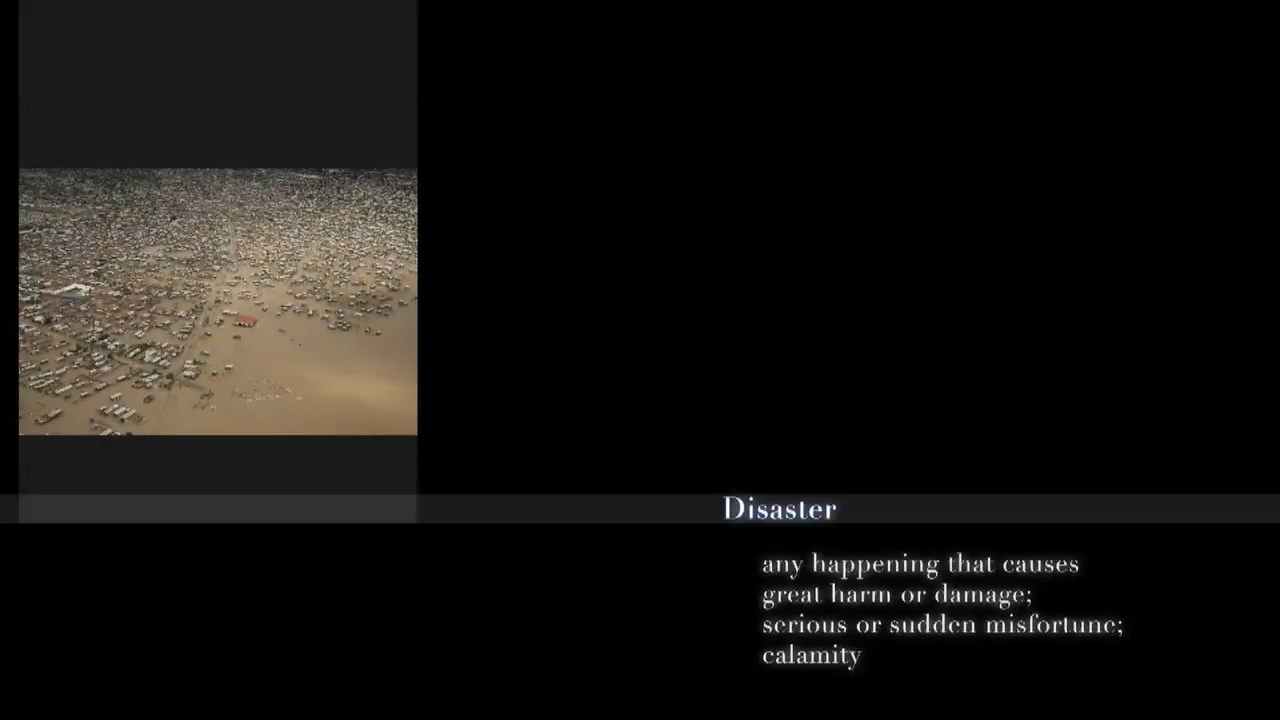 Disaster
any happening that causes
great harm or damage;
serious or sudden misfortune;
calamity